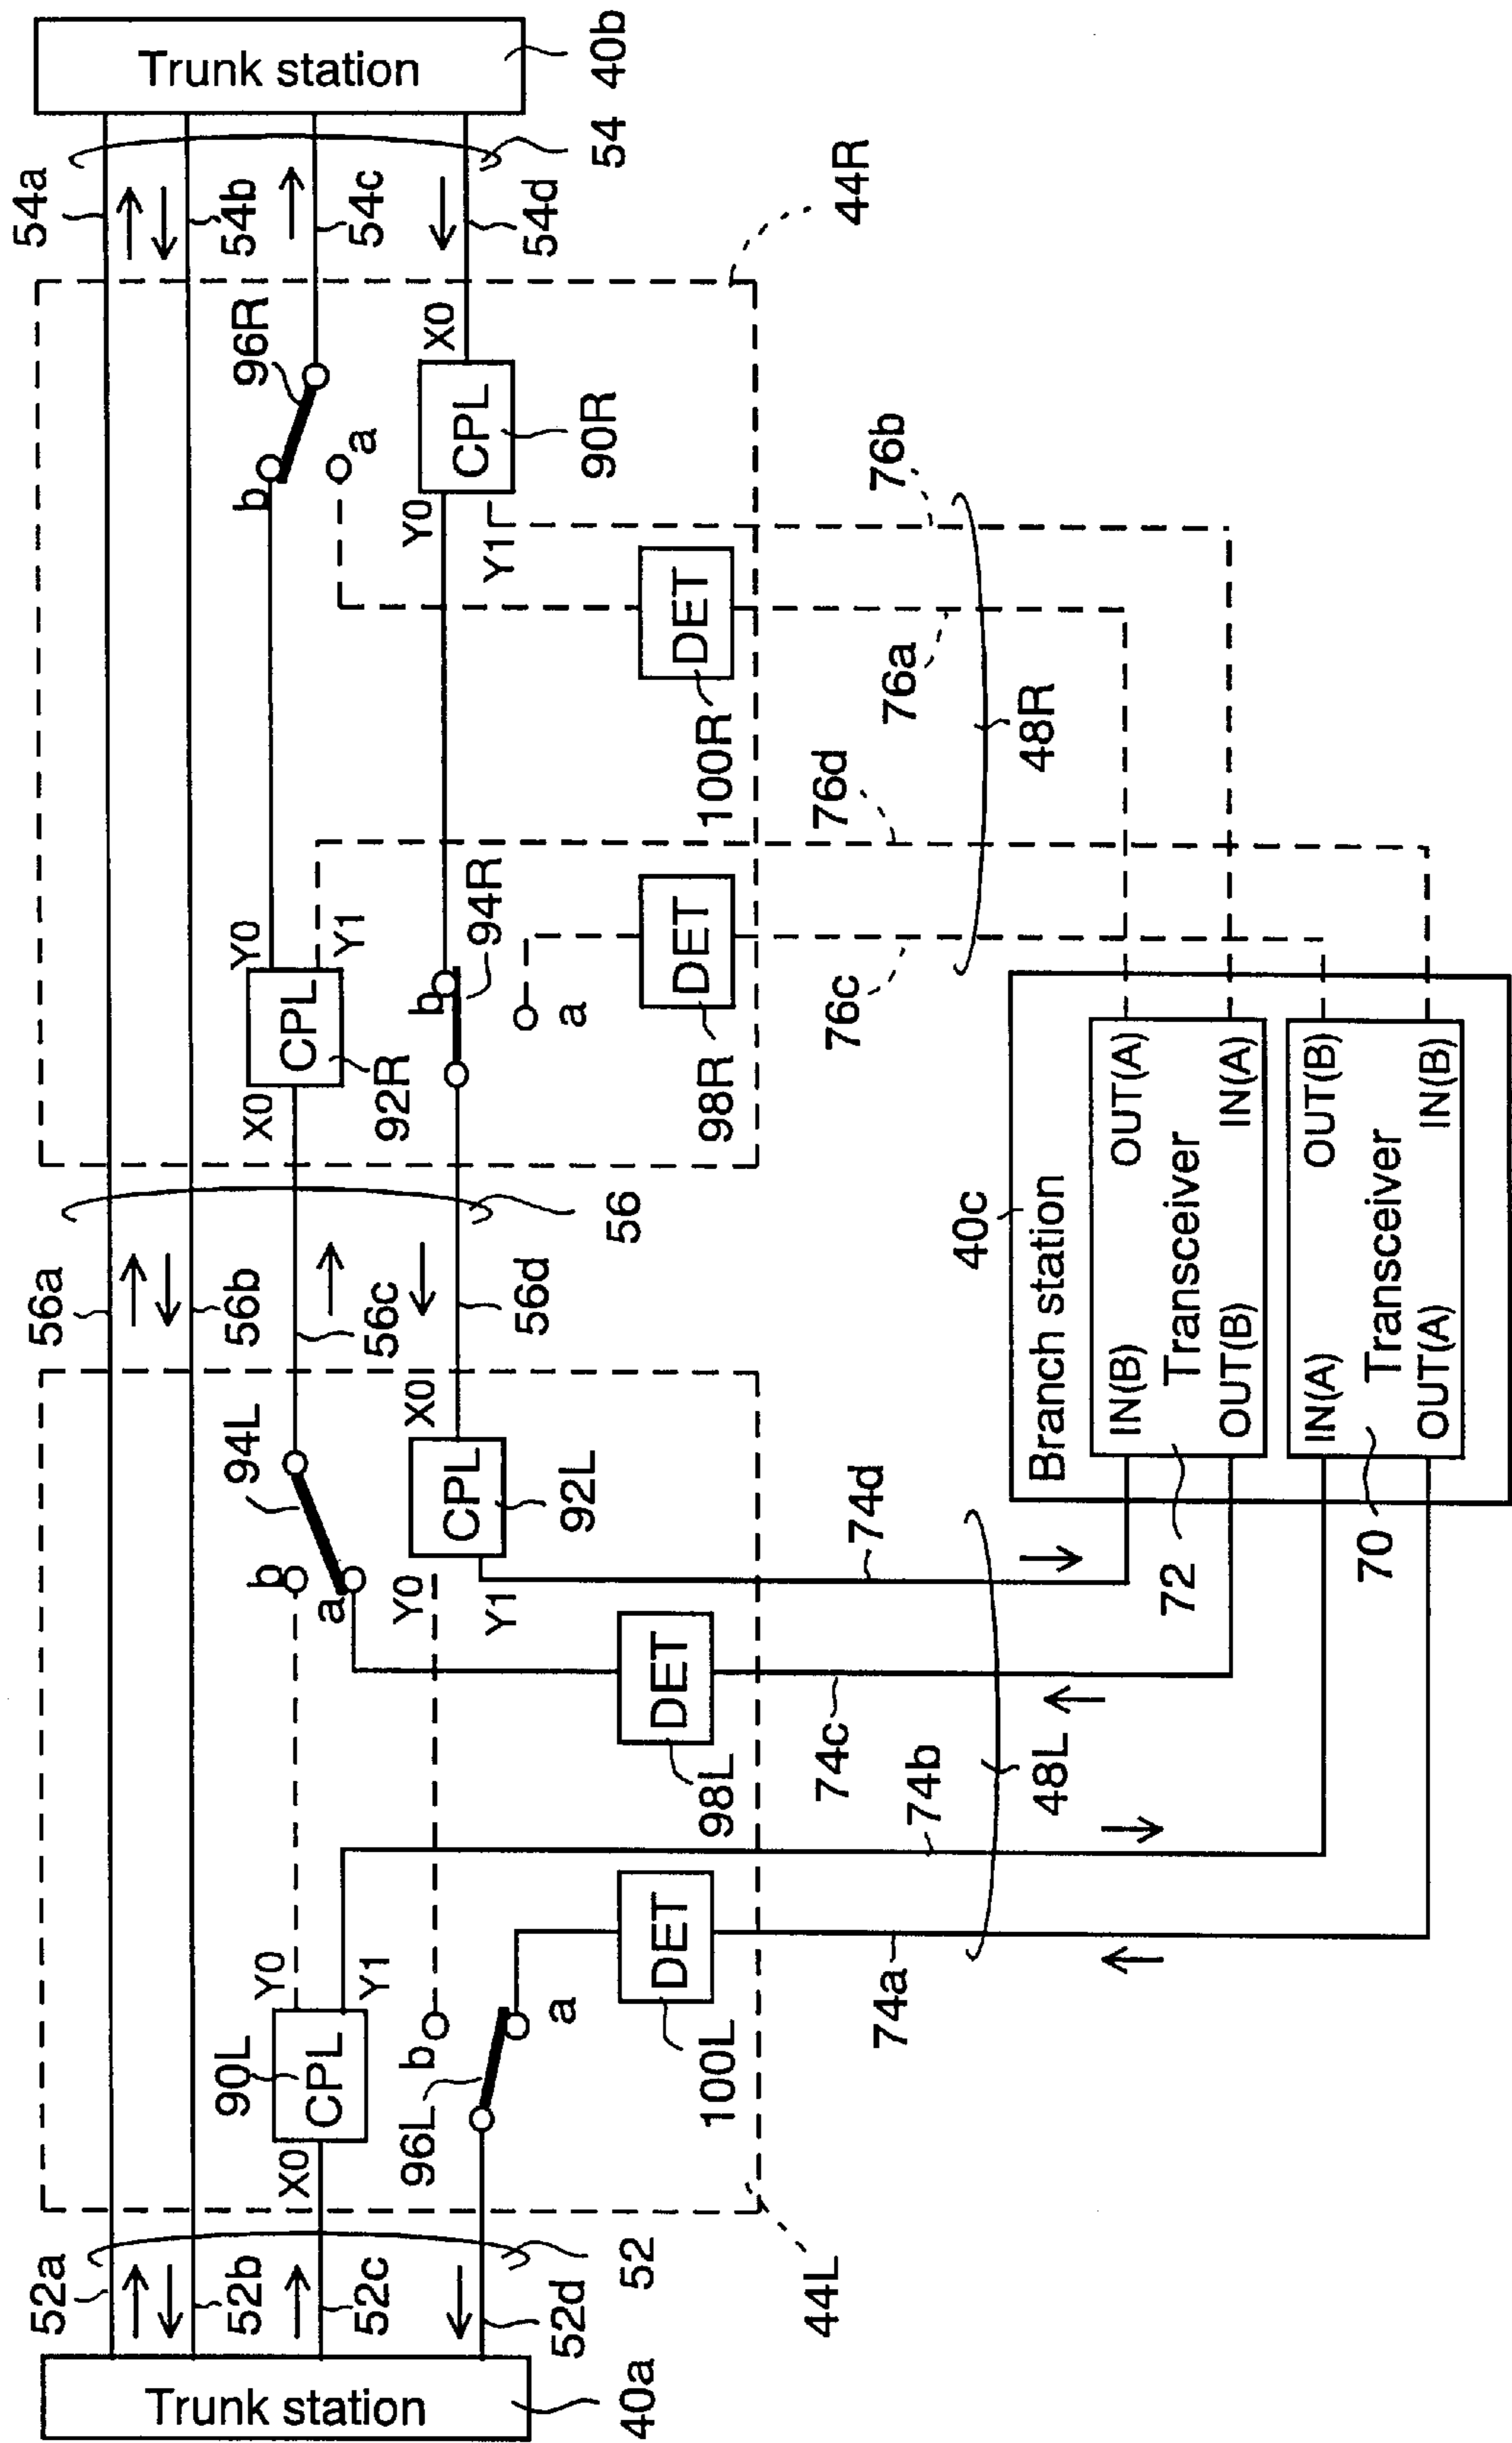 Trunk station
40a
52a
52b
52c
52d
52
44L
X0
CPL
90L
Y0
Y1
96L
b
a
DET
100L
94L
b
a
Y0
Y1
CPL
92L
X0
DET
98L
74a
74b
74c
74d
48L
56a
56b
56c
56d
56
X0
CPL
92R
Y0
Y1
94R
b
a
DET
98R
DET
100R
96R
b
a
Y0
Y1
CPL
90R
X0
44R
76c
76d
76a
76b
48R
54a
54b
54c
54d
54
Trunk station
40b
40c
Branch station
IN(B)
OUT(A)
Transceiver
OUT(B)
IN(A)
72
IN(A)
OUT(B)
Transceiver
OUT(A)
IN(B)
70